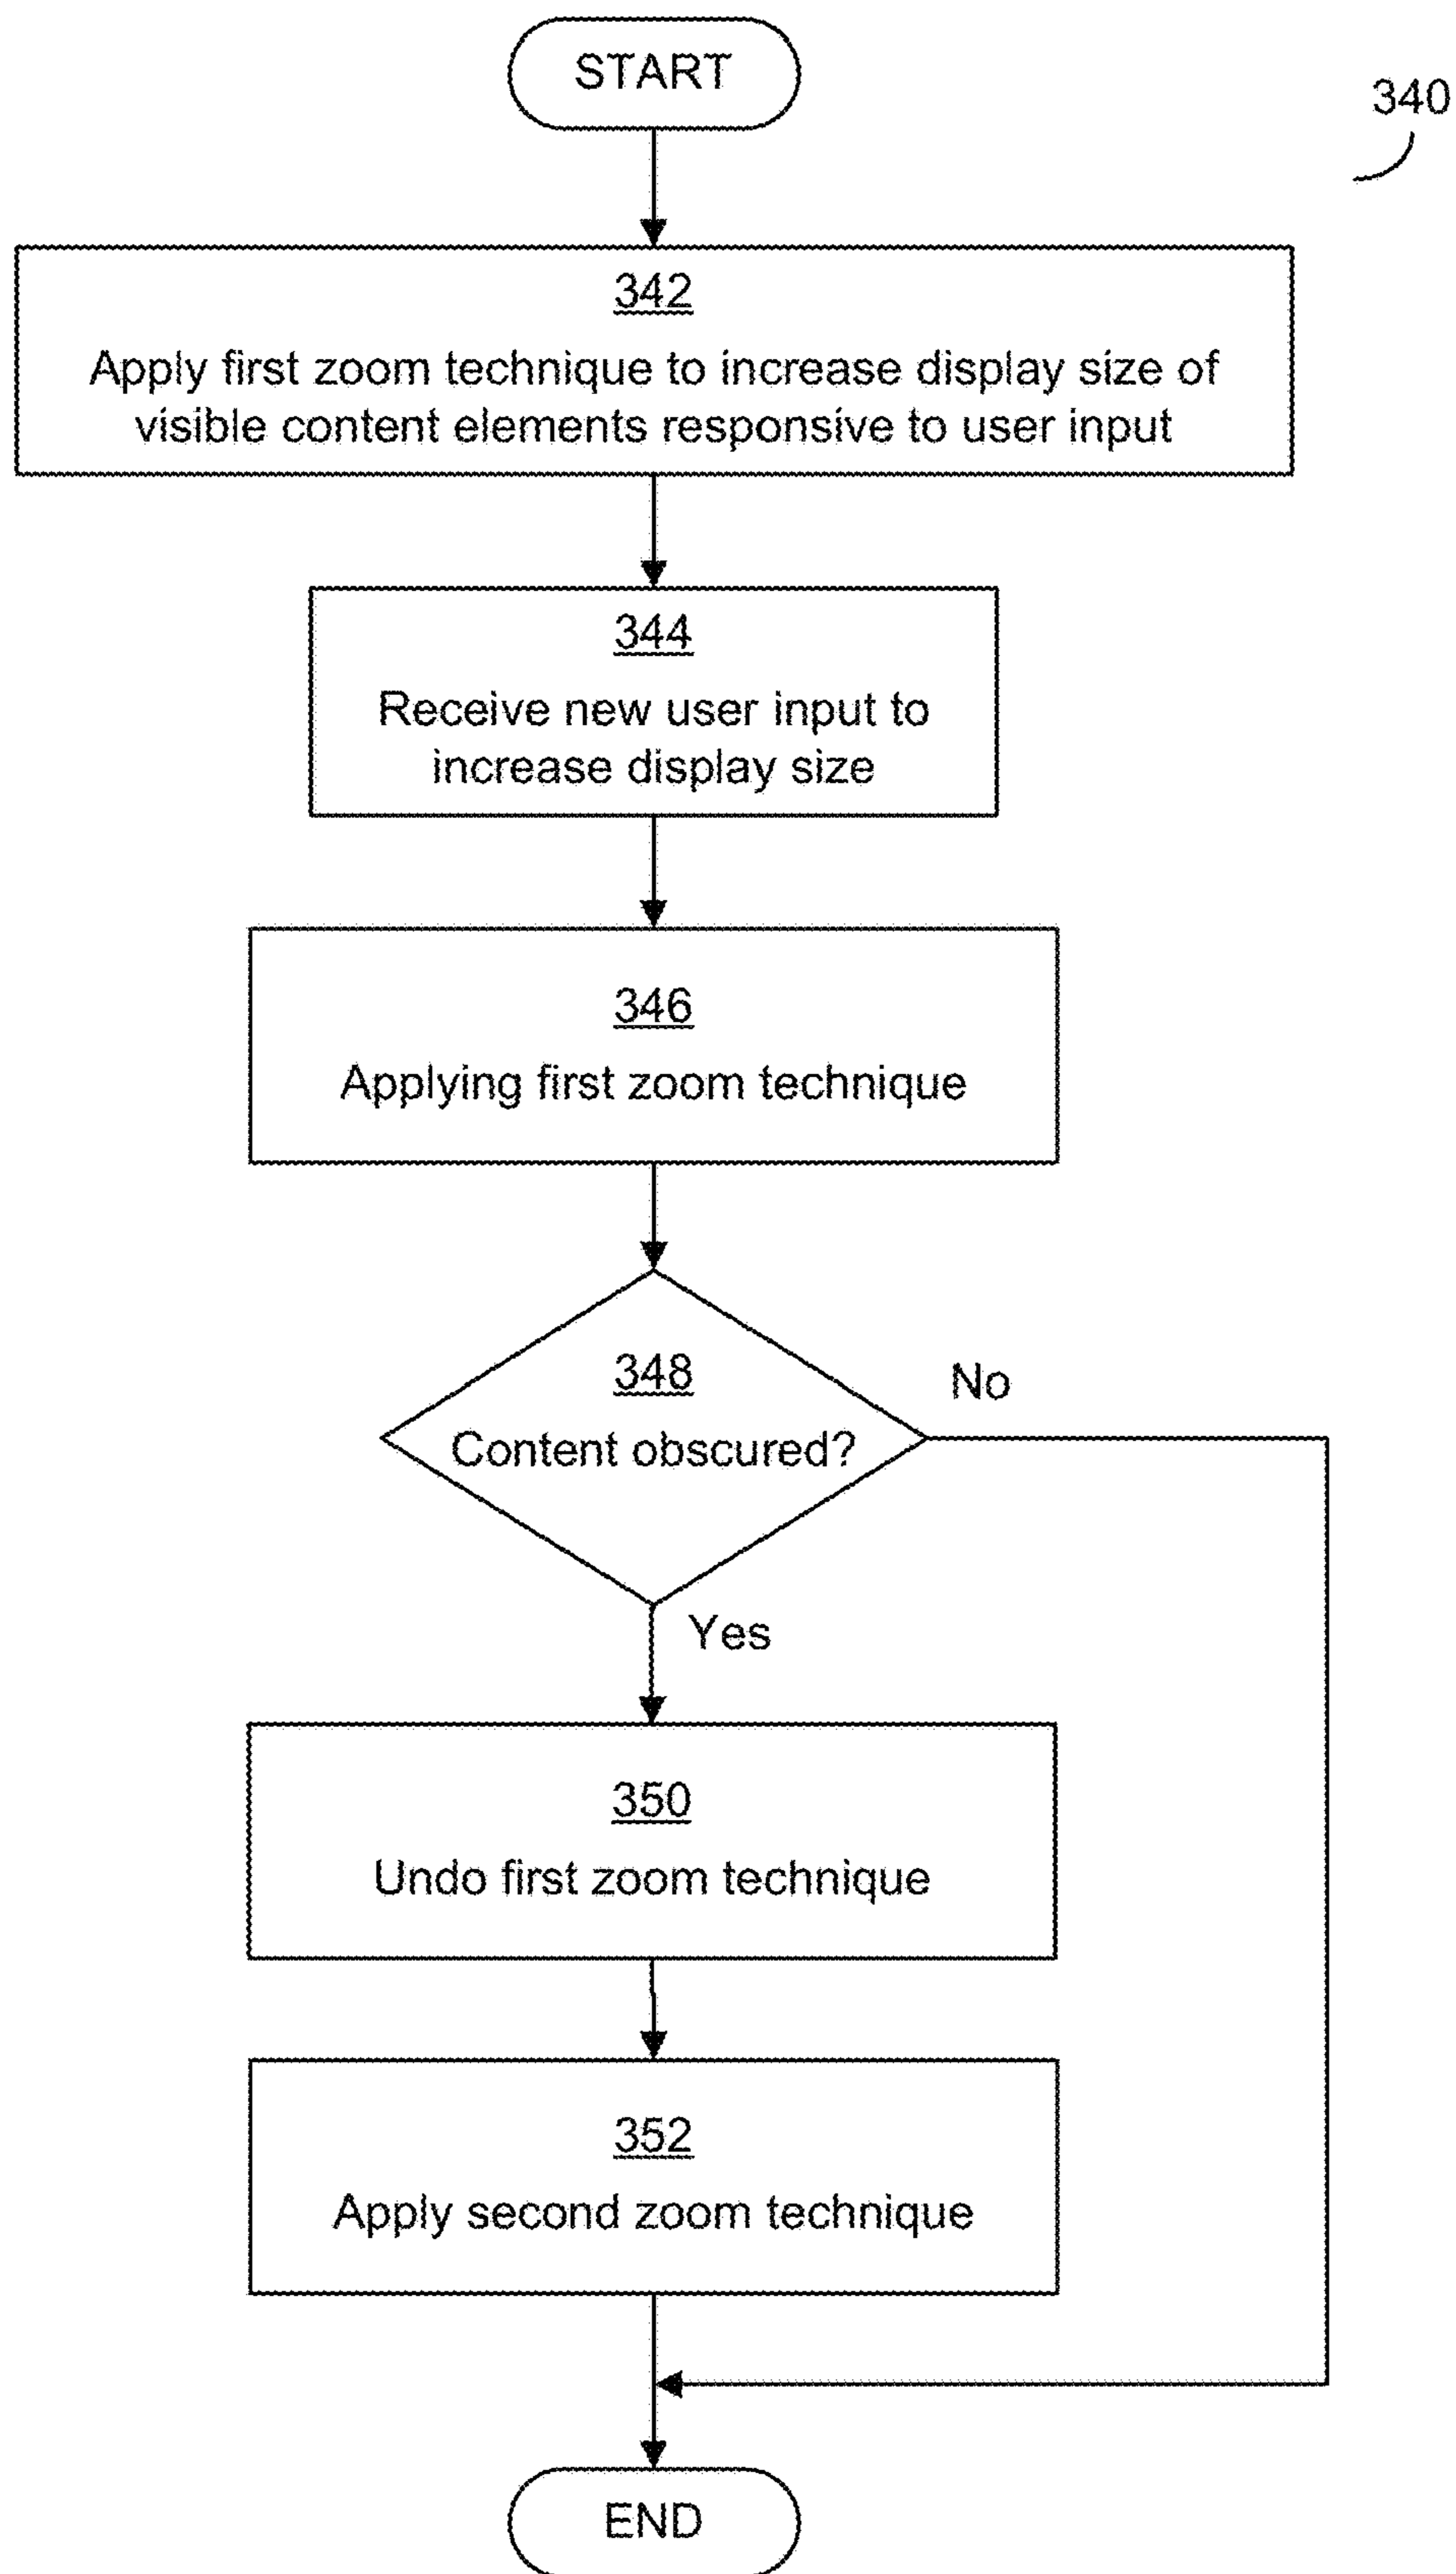 START
340
342
Apply first zoom technique to increase display size of
visible content elements responsive to user input
344
Receive new user input to
increase display size
346
Applying first zoom technique
348
Content obscured?
No
Yes
350
Undo first zoom technique
352
Apply second zoom technique
END